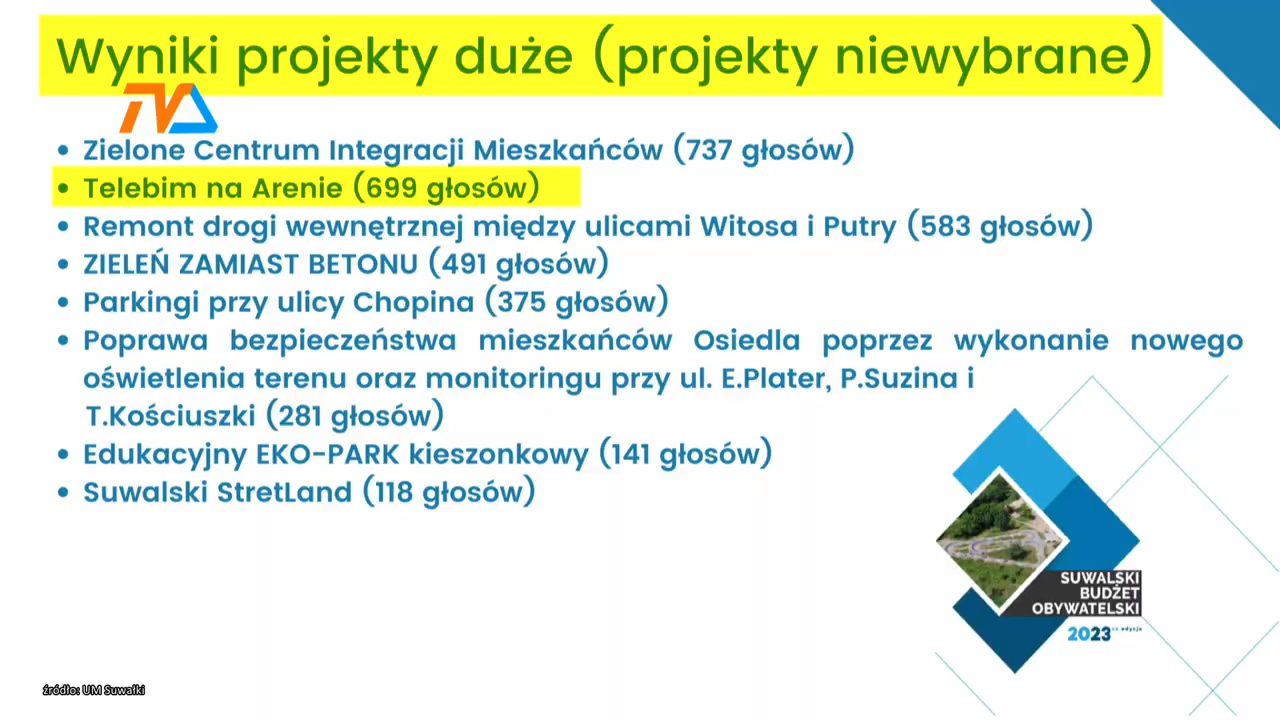 Wyniki projekty duże (projekty niewybrane)
TVA
• Zielone Centrum Integracji Mieszkańców (737 głosów)
• Telebim na Arenie (699 głosów)
• Remont drogi wewnętrznej między ulicami Witosa i Putry (583 głosów)
• ZIELEŃ ZAMIAST BETONU (491 głosów)
• Parkingi przy ulicy Chopina (375 głosów)
• Poprawa bezpieczeństwa mieszkańców Osiedla poprzez wykonanie nowego
oświetlenia terenu oraz monitoringu przy ul. E.Plater, P.Suzina i
T.Kościuszki (281 głosów)
• Edukacyjny EKO-PARK kieszonkowy (141 głosów)
• Suwalski StretLand (118 głosów)
SUWALSKI
BUDŻET
OBYWATELSKI
2023 edycja
źródło: UM Suwałki